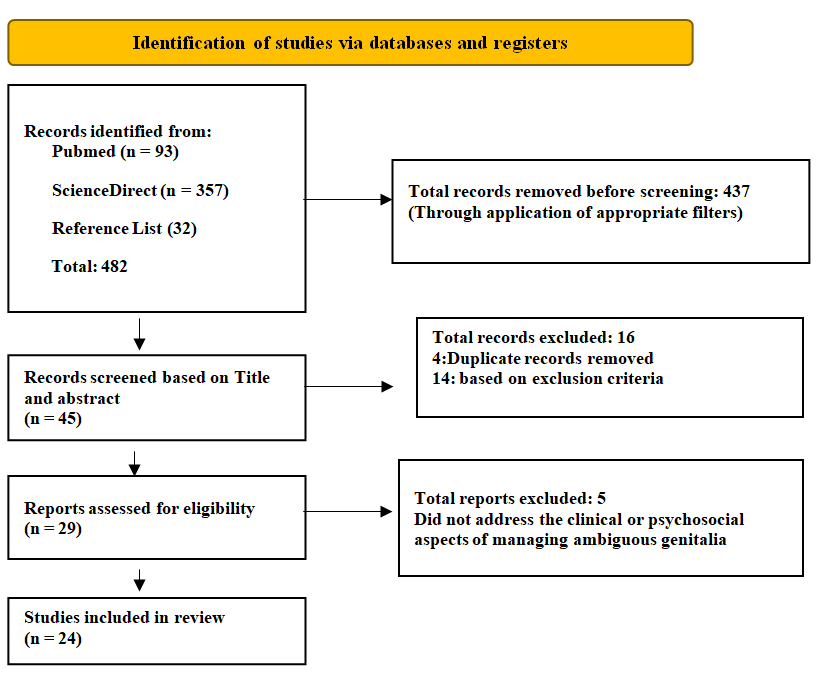 Identification of studies via databases and registers
Records identified from:
Pubmed (n = 93)
ScienceDirect (n = 357)
Reference List (32)
Total: 482
Total records removed before screening: 437
(Through application of appropriate filters)
Records screened based on Title
and abstract
(n = 45)
Total records excluded: 16
4:Duplicate records removed
14: based on exclusion criteria
Reports assessed for eligibility
(n = 29)
Total reports excluded: 5
Did not address the clinical or psychosocial
aspects of managing ambiguous genitalia
Studies included in review
(n = 24)